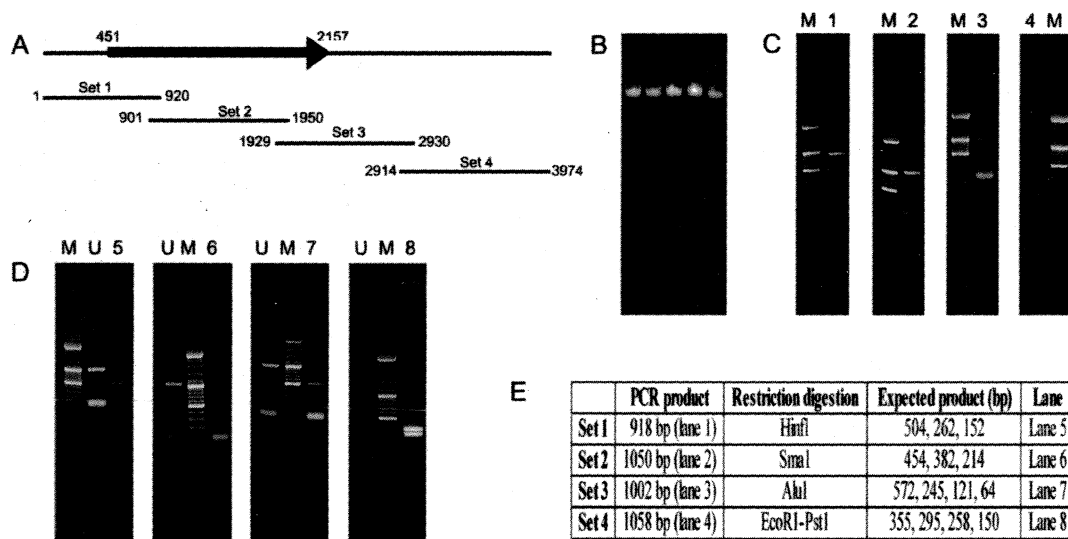 A
451
2157
Set 1
1
920
Set 2
901
1950
Set 3
1929
2930
Set 4
2914
3974
B
C
M 1
M 2
M 3
4 M
D
M U 5
U M 6
U M 7
U M 8
E
PCR product Restriction digestion Expected product (bp) Lane
Set 1 918 bp (lane 1) Hinf1 504, 262, 152 Lane 5
Set 2 1050 bp (lane 2) Sma1 454, 382, 214 Lane 6
Set 3 1002 bp (lane 3) Alu1 572, 245, 121, 64 Lane 7
Set 4 1058 bp (lane 4) EcoR1-Pst1 355, 295, 258, 150 Lane 8